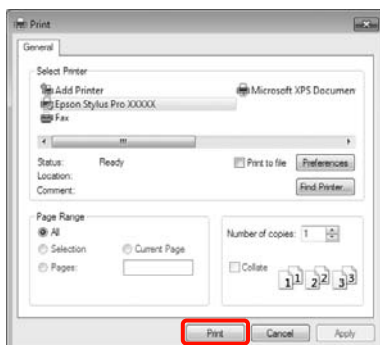 Print
General
Select Printer
Add Printer
Microsoft XPS Documen
Epson Stylus Pro XXXXX
Fax
Status: Ready
Print to file
Preferences
Location:
Comment:
Find Printer...
Page Range
All
Selection
Current Page
Pages:
Number of copies: 1
Collate
1 1 2 2 3 3
Print
Cancel
Apply